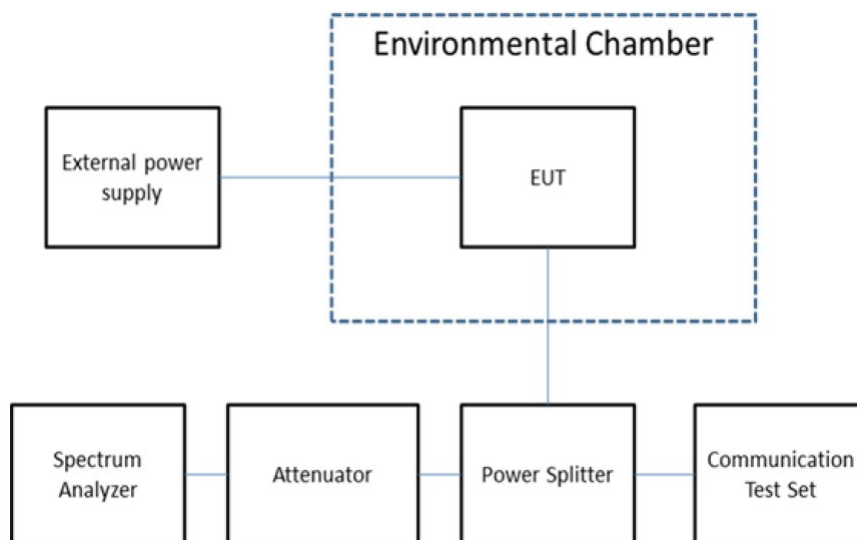 Environmental Chamber
External power
supply
EUT
Spectrum
Analyzer
Attenuator
Power Splitter
Communication
Test Set